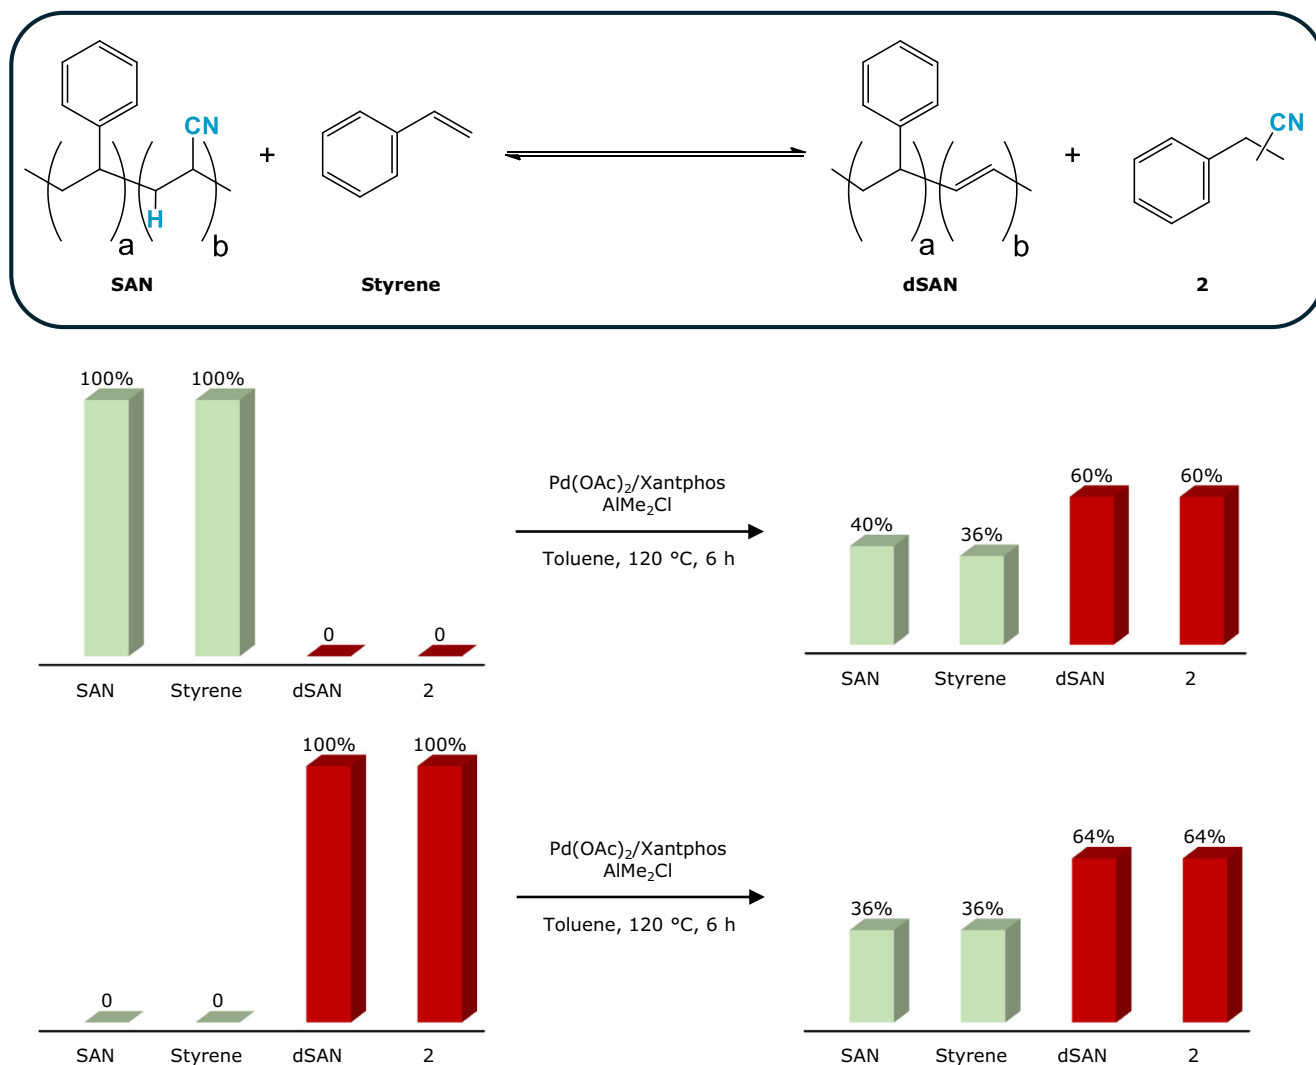 CN
H
a
b
+
a
b
+
CN
SAN
Styrene
dSAN
2
100%
100%
0
0
SAN
Styrene
dSAN
2
Pd(OAc)₂/Xantphos
AlMe₂Cl
Toluene, 120 °C, 6 h
40%
36%
60%
60%
SAN
Styrene
dSAN
2
0
0
100%
100%
SAN
Styrene
dSAN
2
Pd(OAc)₂/Xantphos
AlMe₂Cl
Toluene, 120 °C, 6 h
36%
36%
64%
64%
SAN
Styrene
dSAN
2